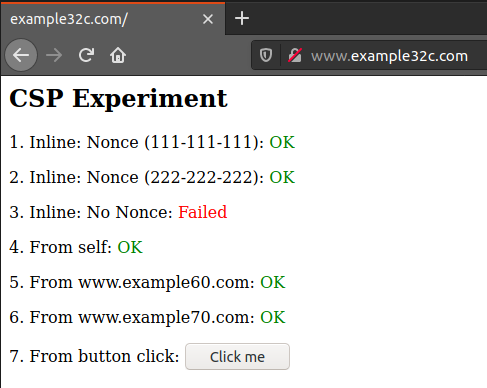 example32c.com/
www.example32c.com
CSP Experiment
1. Inline: Nonce (111-111-111): OK
2. Inline: Nonce (222-222-222): OK
3. Inline: No Nonce: Failed
4. From self: OK
5. From www.example60.com: OK
6. From www.example70.com: OK
7. From button click: Click me